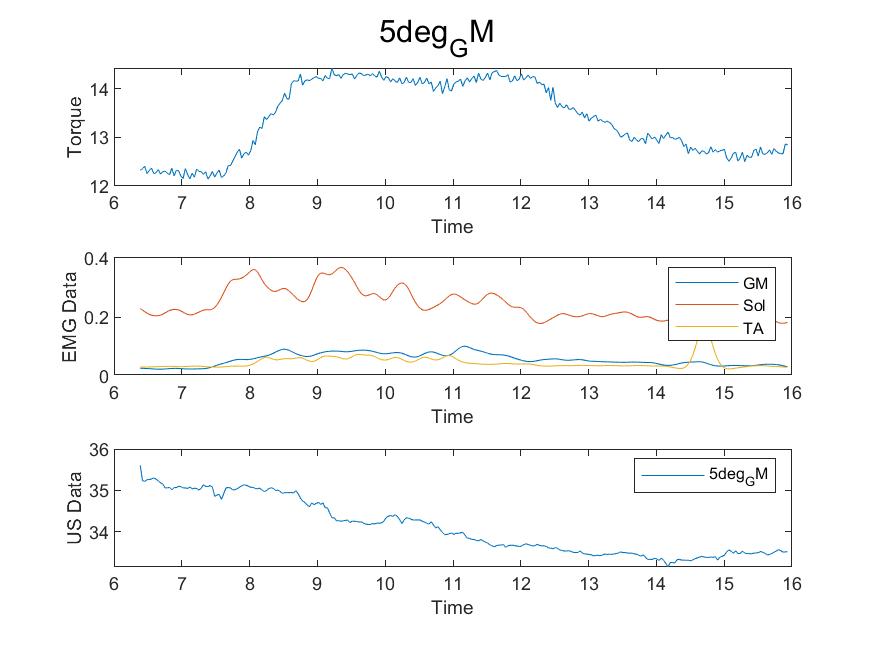 5deg_GM
14
13
12
Torque
6 7 8 9 10 11 12 13 14 15 16
Time
0.4
0.2
0
EMG Data
GM
Sol
TA
6 7 8 9 10 11 12 13 14 15 16
Time
36
35
34
US Data
5deg_GM
6 7 8 9 10 11 12 13 14 15 16
Time